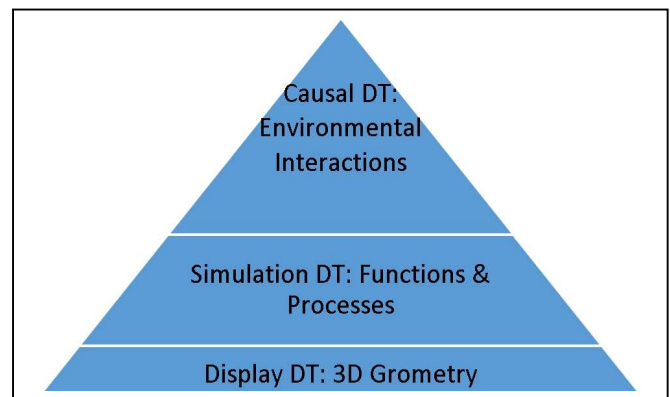 Causal DT:
Environmental
Interactions
Simulation DT: Functions &
Processes
Display DT: 3D Grometry